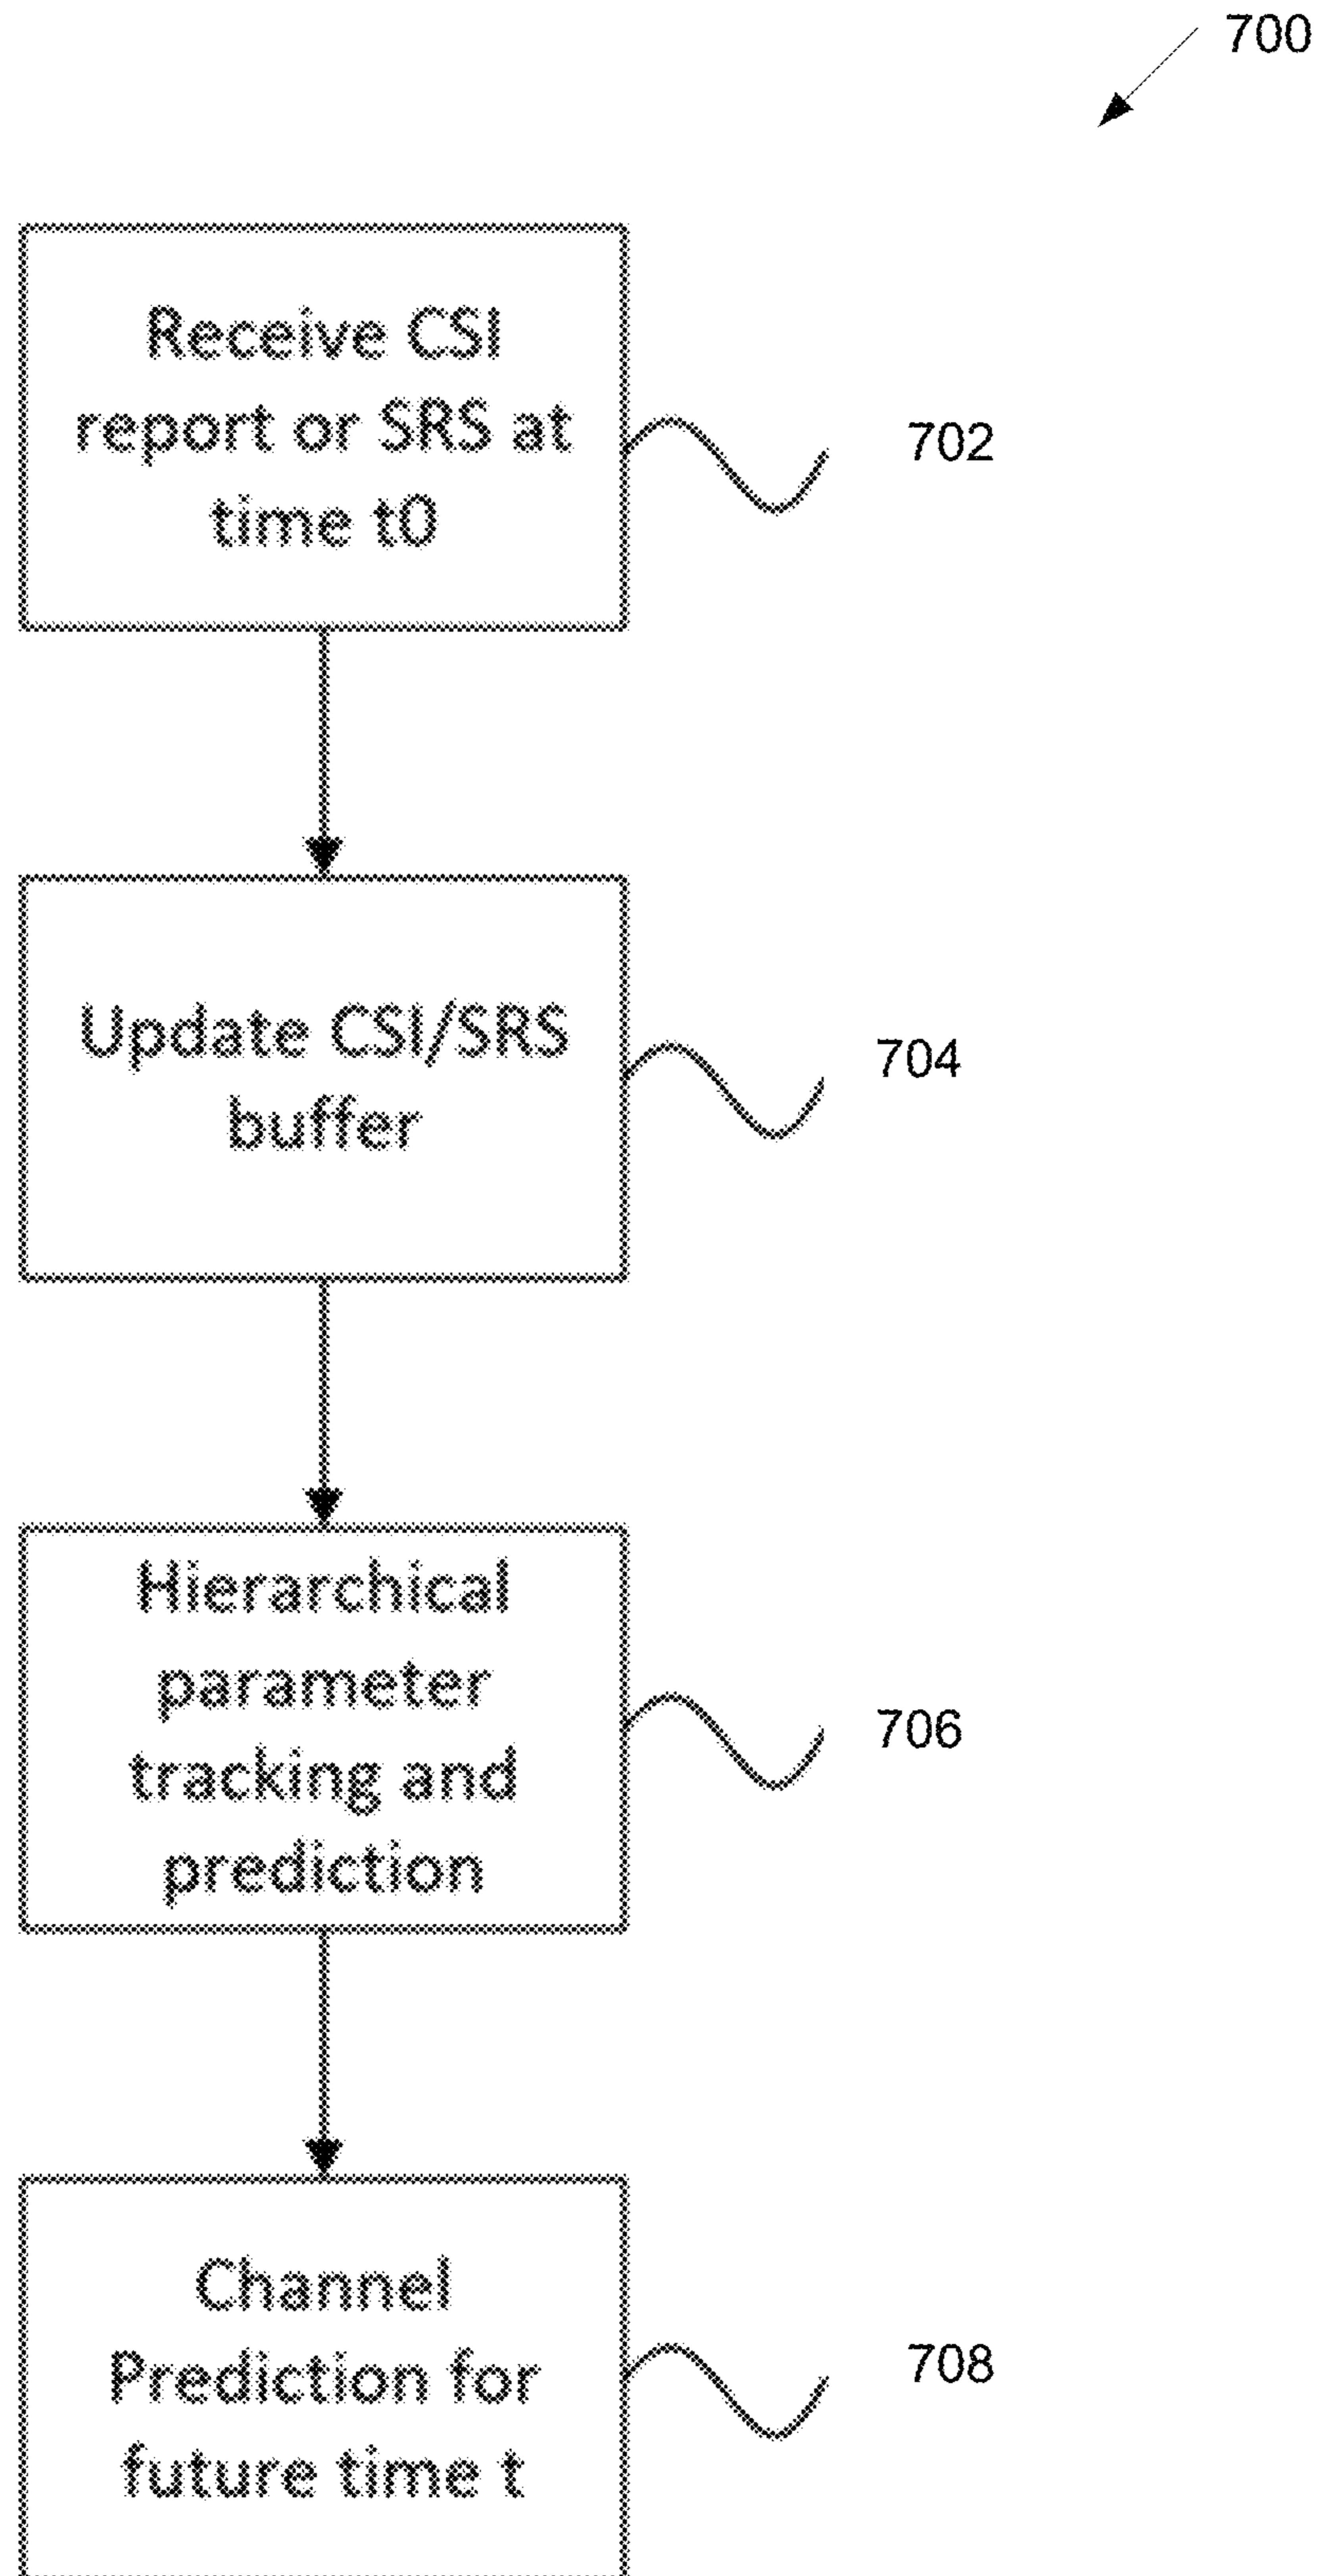 700
Receive CSI
report or SRS at
time t0
702
Update CSI/SRS
buffer
704
Hierarchical
parameter
tracking and
prediction
706
Channel
Prediction for
future time t
708